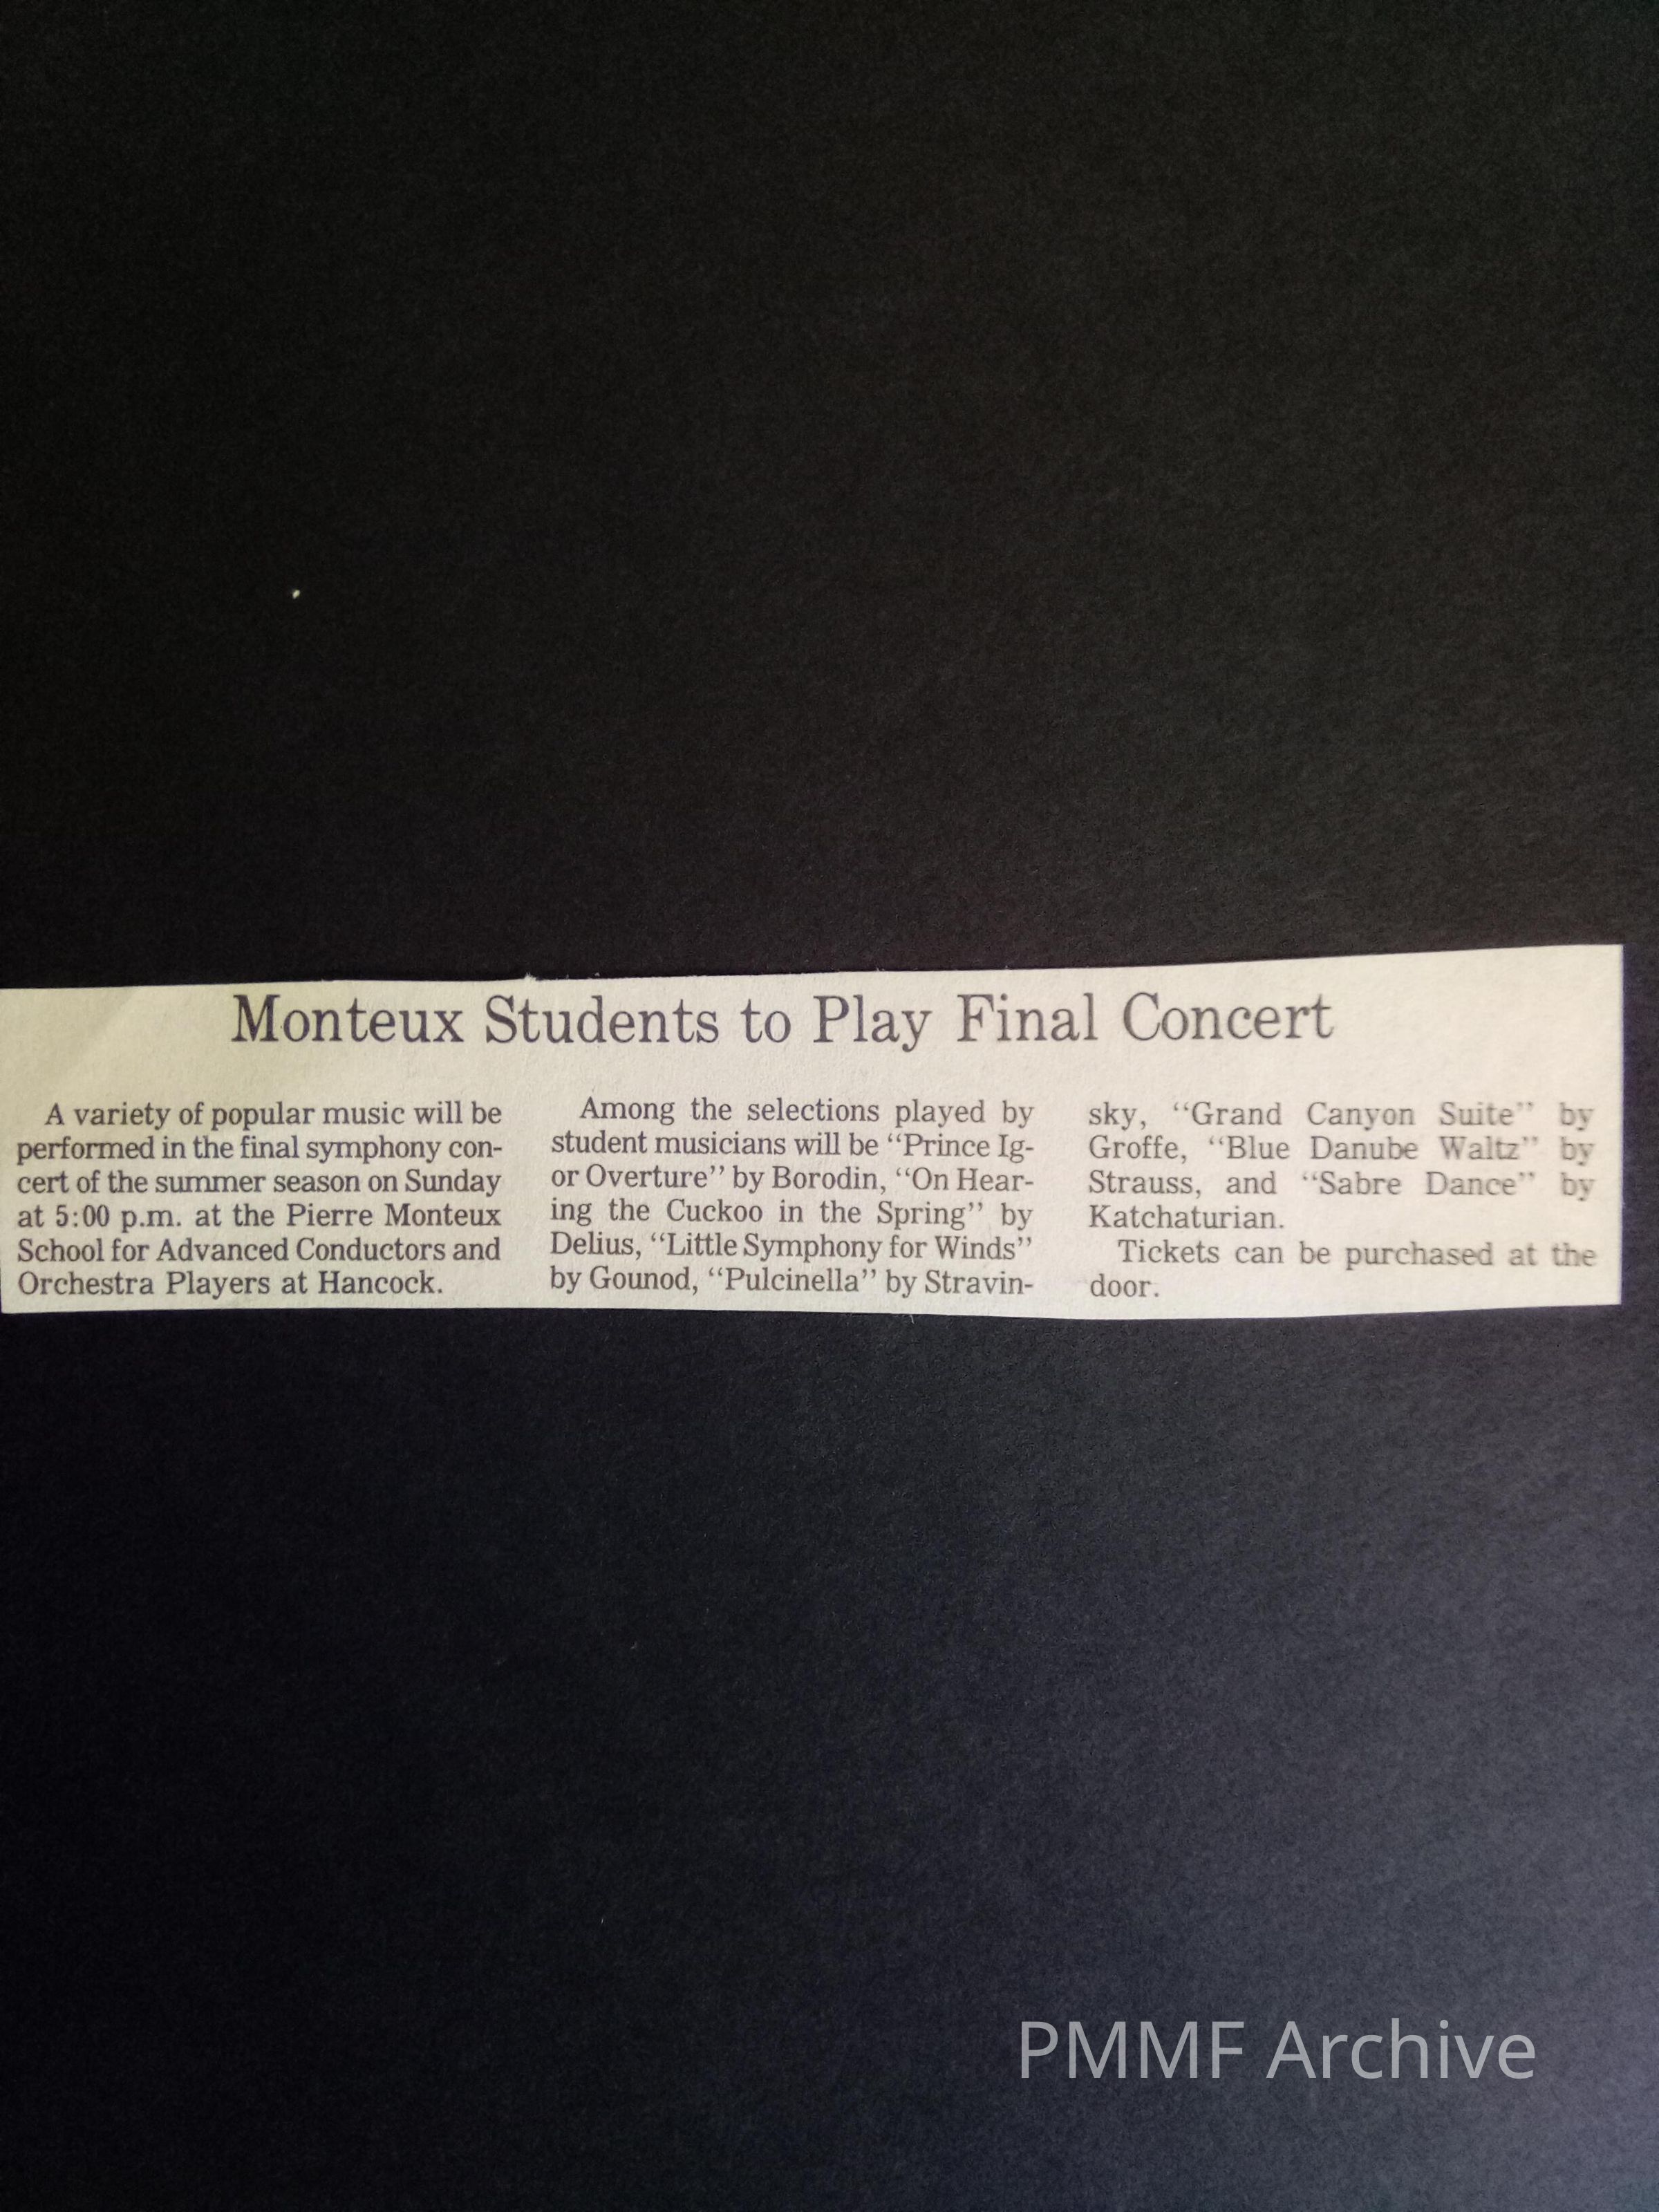 Monteux Students to Play Final Concert
A variety of popular music will be
performed in the final symphony con-
cert of the summer season on Sunday
at 5:00 p.m. at the Pierre Monteux
School for Advanced Conductors and
Orchestra Players at Hancock.
Among the selections played by
student musicians will be ‘‘Prince Ig-
or Overture’’ by Borodin, ‘‘On Hear-
ing the Cuckoo in the Spring’’ by
Delius, ‘‘Little Symphony for Winds’’
by Gounod, ‘‘Pulcinella’’ by Stravin-
sky, ‘‘Grand Canyon Suite’’ by
Groffe, ‘‘Blue Danube Waltz’’ by
Strauss, and ‘‘Sabre Dance’’ by
Katchaturian.
Tickets can be purchased at the
door.
PMMF Archive